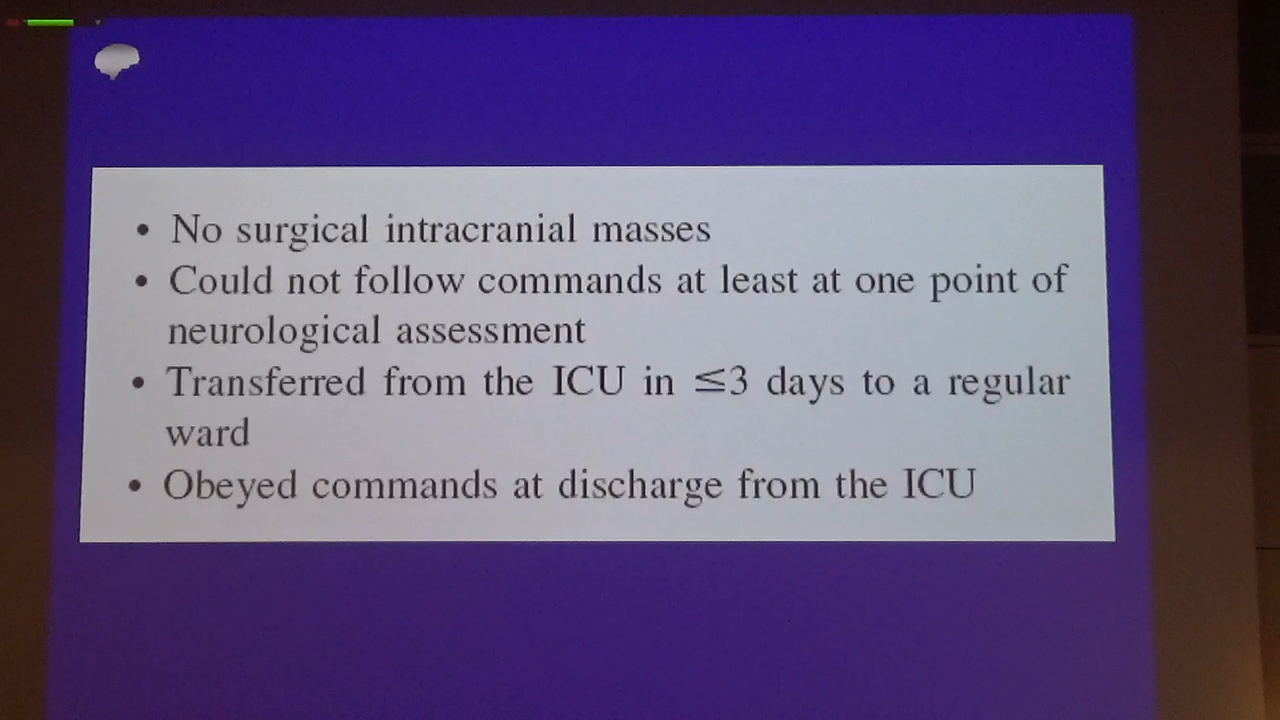 • No surgical intracranial masses
• Could not follow commands at least at one point of
neurological assessment
• Transferred from the ICU in ≤3 days to a regular
ward
• Obeyed commands at discharge from the ICU